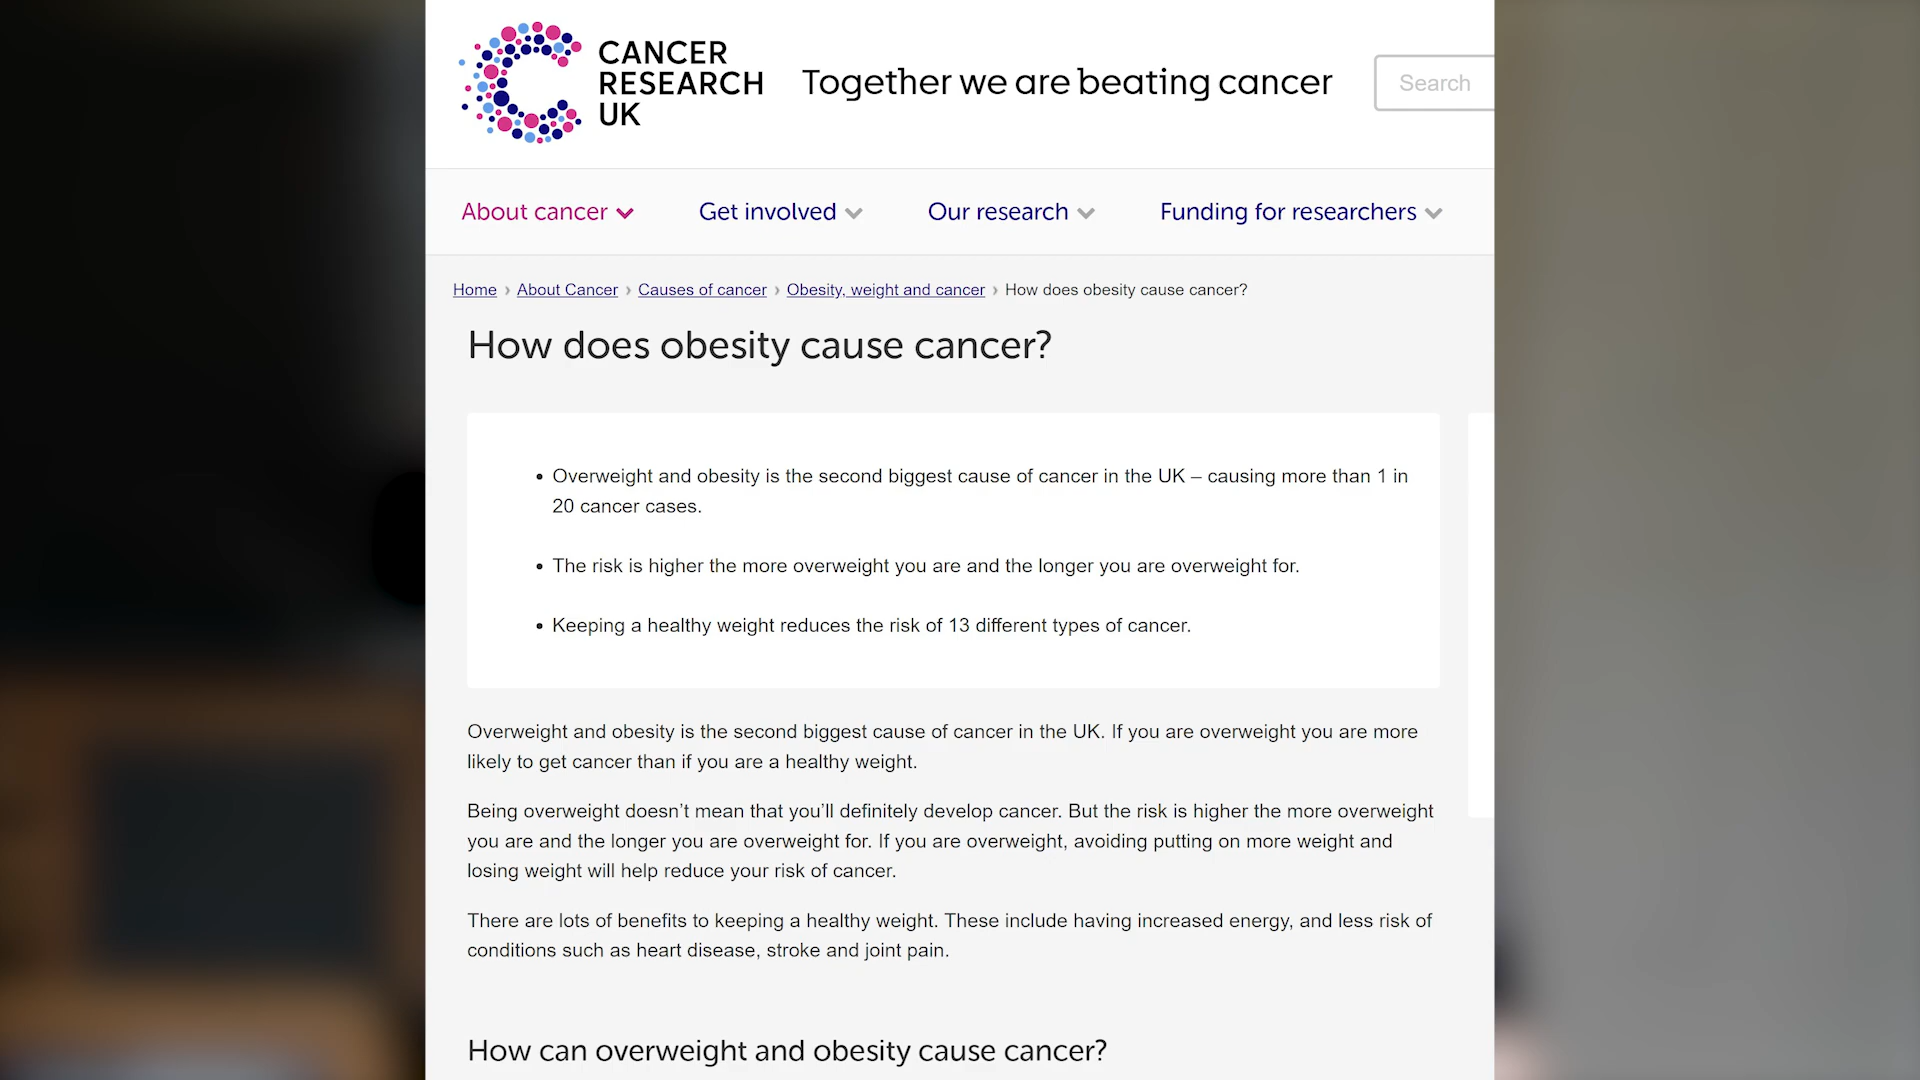 CANCER
RESEARCH
UK
Together we are beating cancer
Search
About cancer
Get involved
Our research
Funding for researchers
Home › About Cancer › Causes of cancer › Obesity, weight and cancer › How does obesity cause cancer?
How does obesity cause cancer?
• Overweight and obesity is the second biggest cause of cancer in the UK – causing more than 1 in
20 cancer cases.
• The risk is higher the more overweight you are and the longer you are overweight for.
• Keeping a healthy weight reduces the risk of 13 different types of cancer.
Overweight and obesity is the second biggest cause of cancer in the UK. If you are overweight you are more
likely to get cancer than if you are a healthy weight.
Being overweight doesn’t mean that you’ll definitely develop cancer. But the risk is higher the more overweight
you are and the longer you are overweight for. If you are overweight, avoiding putting on more weight and
losing weight will help reduce your risk of cancer.
There are lots of benefits to keeping a healthy weight. These include having increased energy, and less risk of
conditions such as heart disease, stroke and joint pain.
How can overweight and obesity cause cancer?